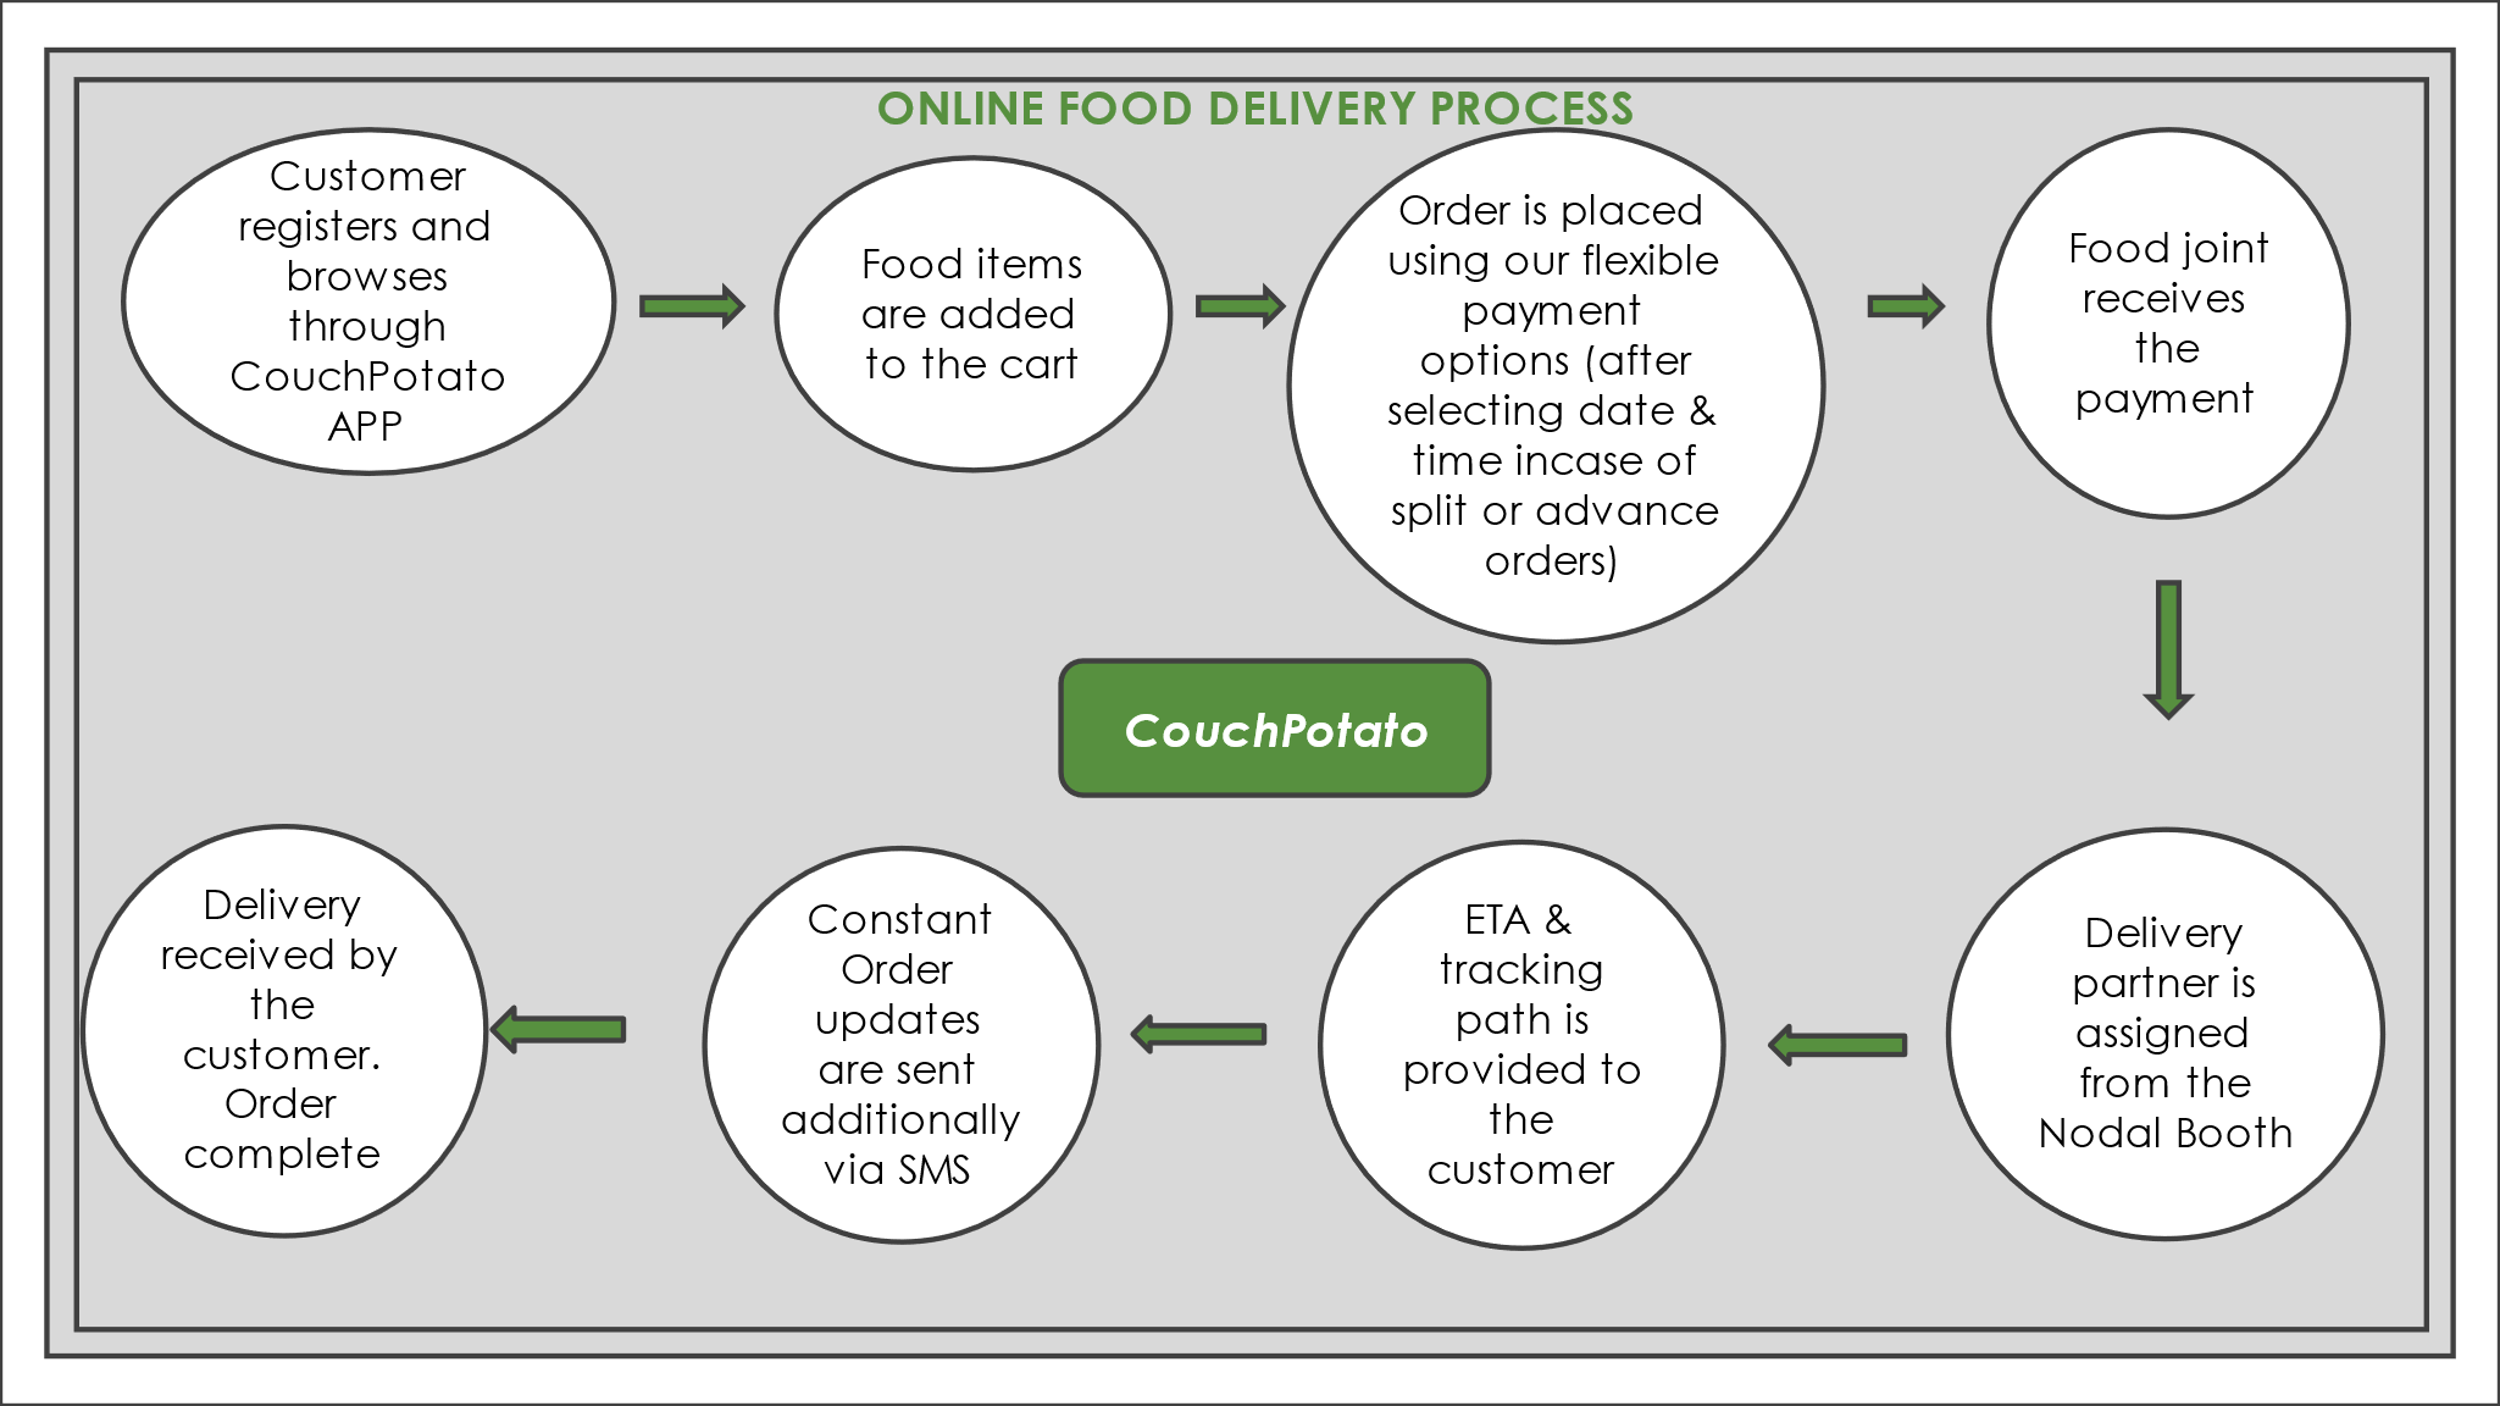 ONLINE FOOD DELIVERY PROCESS
Customer
registers and
browses
through
CouchPotato
APP
Food items
are added
to the cart
Order is placed
using our flexible
payment
options (after
selecting date &
time incase of
split or advance
orders)
Food joint
receives
the
payment
CouchPotato
Delivery
partner is
assigned
from the
Nodal Booth
ETA &
tracking
path is
provided to
the
customer
Constant
Order
updates
are sent
additionally
via SMS
Delivery
received by
the
customer.
Order
complete